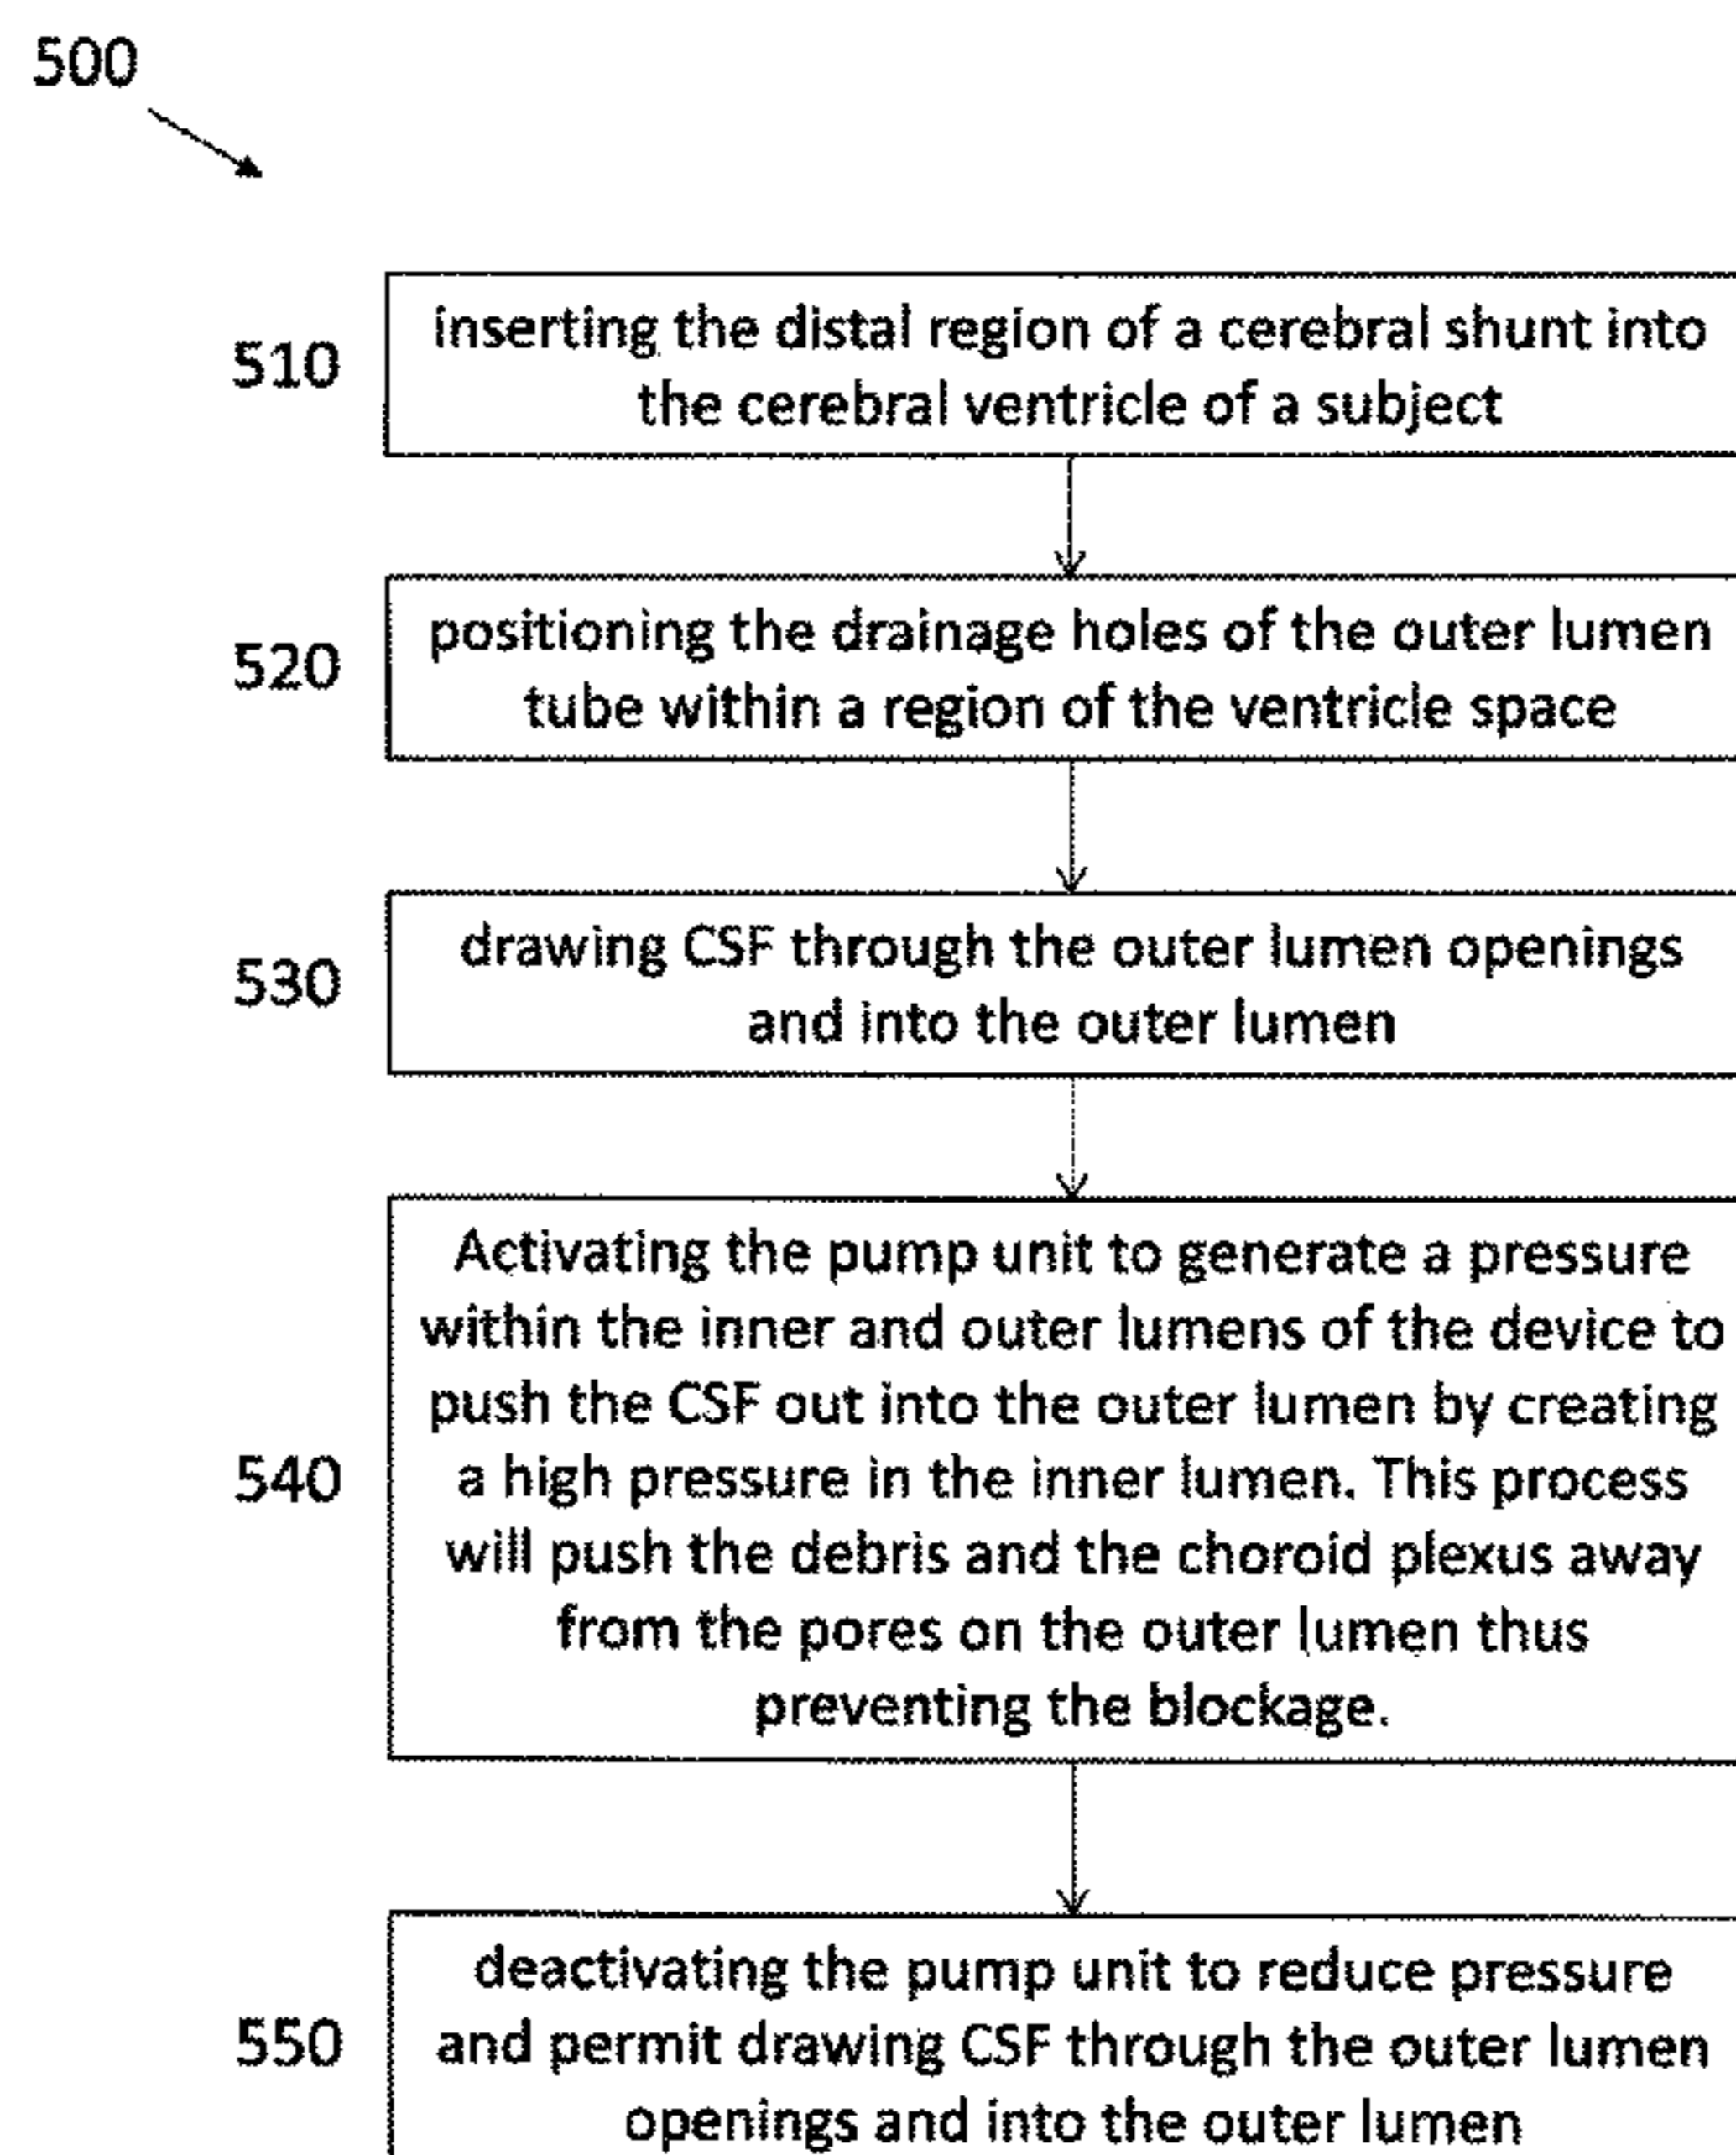 500
510
inserting the distal region of a cerebral shunt into
the cerebral ventricle of a subject
520
positioning the drainage holes of the outer lumen
tube within a region of the ventricle space
530
drawing CSF through the outer lumen openings
and into the outer lumen
540
Activating the pump unit to generate a pressure
within the inner and outer lumens of the device to
push the CSF out into the outer lumen by creating
a high pressure in the inner lumen. This process
will push the debris and the choroid plexus away
from the pores on the outer lumen thus
preventing the blockage.
550
deactivating the pump unit to reduce pressure
and permit drawing CSF through the outer lumen
openings and into the outer lumen